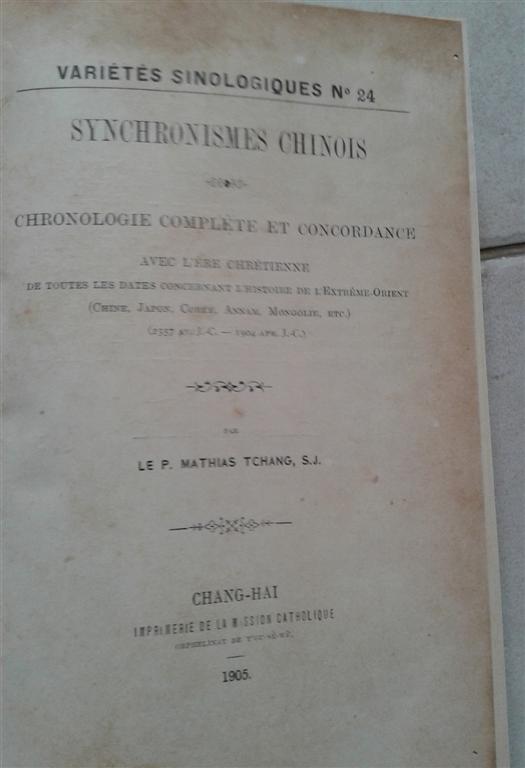 VARIÉTÉS SINOLOGIQUES Nº 24
SYNCHRONISMES CHINOIS
CHRONOLOGIE COMPLÈTE ET CONCORDANCE
AVEC L'ÈRE CHRÉTIENNE
DE TOUTES LES DATES CONCERNANT L'HISTOIRE DE L'EXTRÊME-ORIENT
(CHINE, JAPON, CORÉE, ANNAM, MONGOLIE, ETC.)
(2357 AV. J.-C. — 1904 APR. J.-C.)
PAR
LE P. MATHIAS TCHANG, S.J.
CHANG-HAI
IMPRIMERIE DE LA MISSION CATHOLIQUE
ORPHELINAT DE T'OU-SÈ-WÈ.
1905.